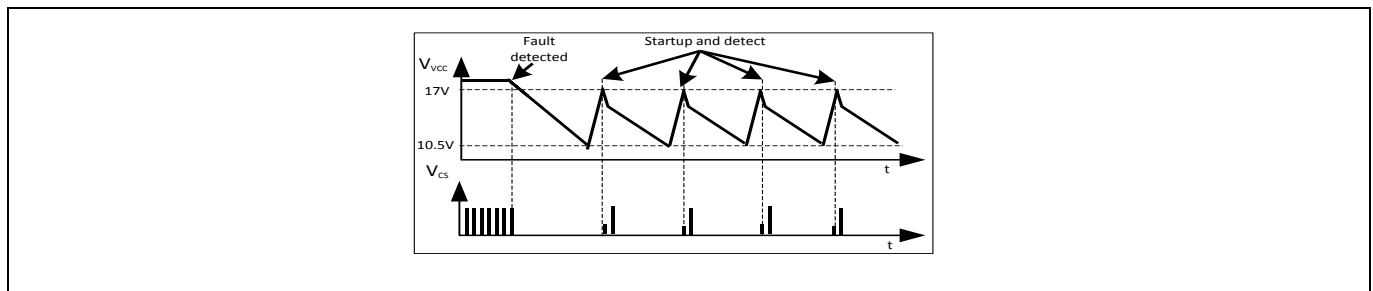 Fault
detected
Startup and detect
VVCC
17V
10.5V
t
VCS
t